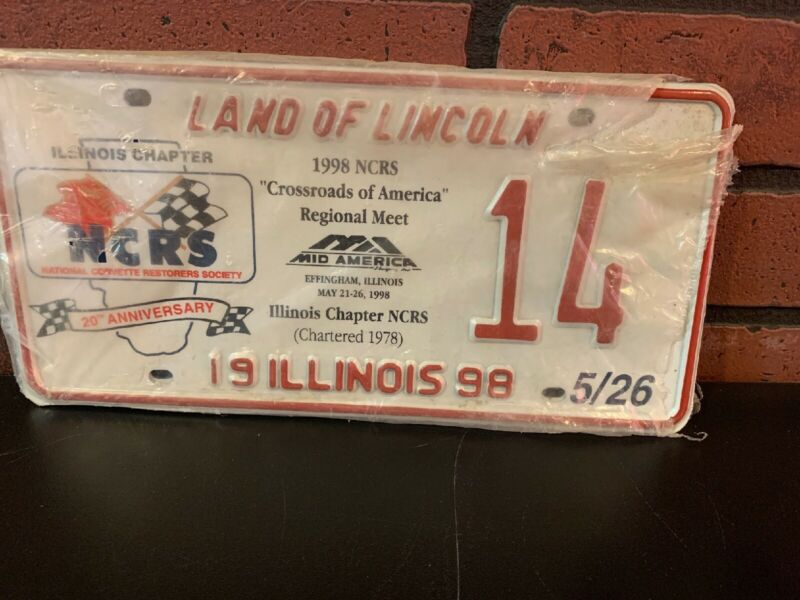 LAND OF LINCOLN
ILLINOIS CHAPTER
NCRS
NATIONAL CORVETTE RESTORERS SOCIETY
20TH ANNIVERSARY
1998 NCRS
"Crossroads of America"
Regional Meet
MID AMERICA
EFFINGHAM, ILLINOIS
MAY 21-26, 1998
Illinois Chapter NCRS
(Chartered 1978)
14
19 ILLINOIS 98
5/26